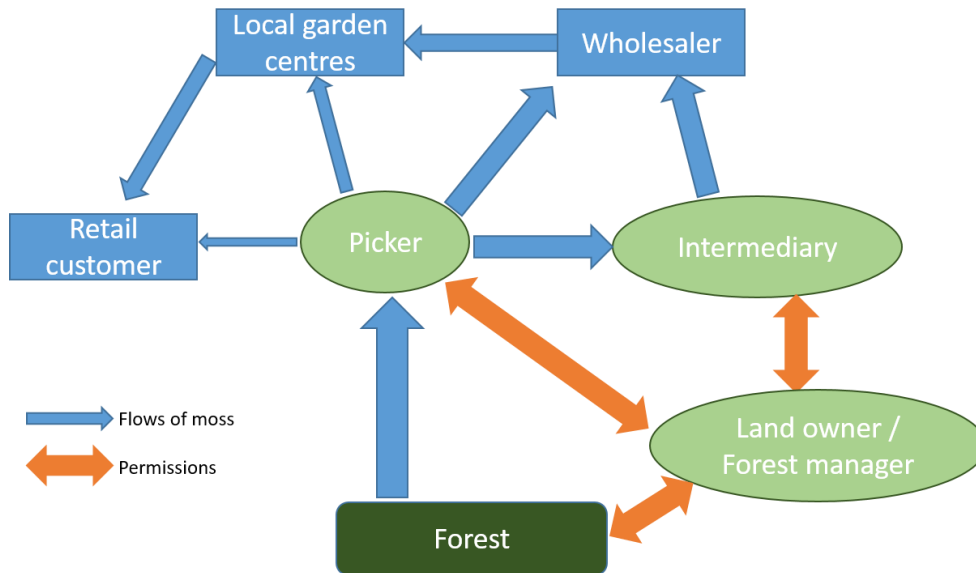 Local garden
centres
Wholesaler
Retail
customer
Picker
Intermediary
Flows of moss
Permissions
Land owner /
Forest manager
Forest